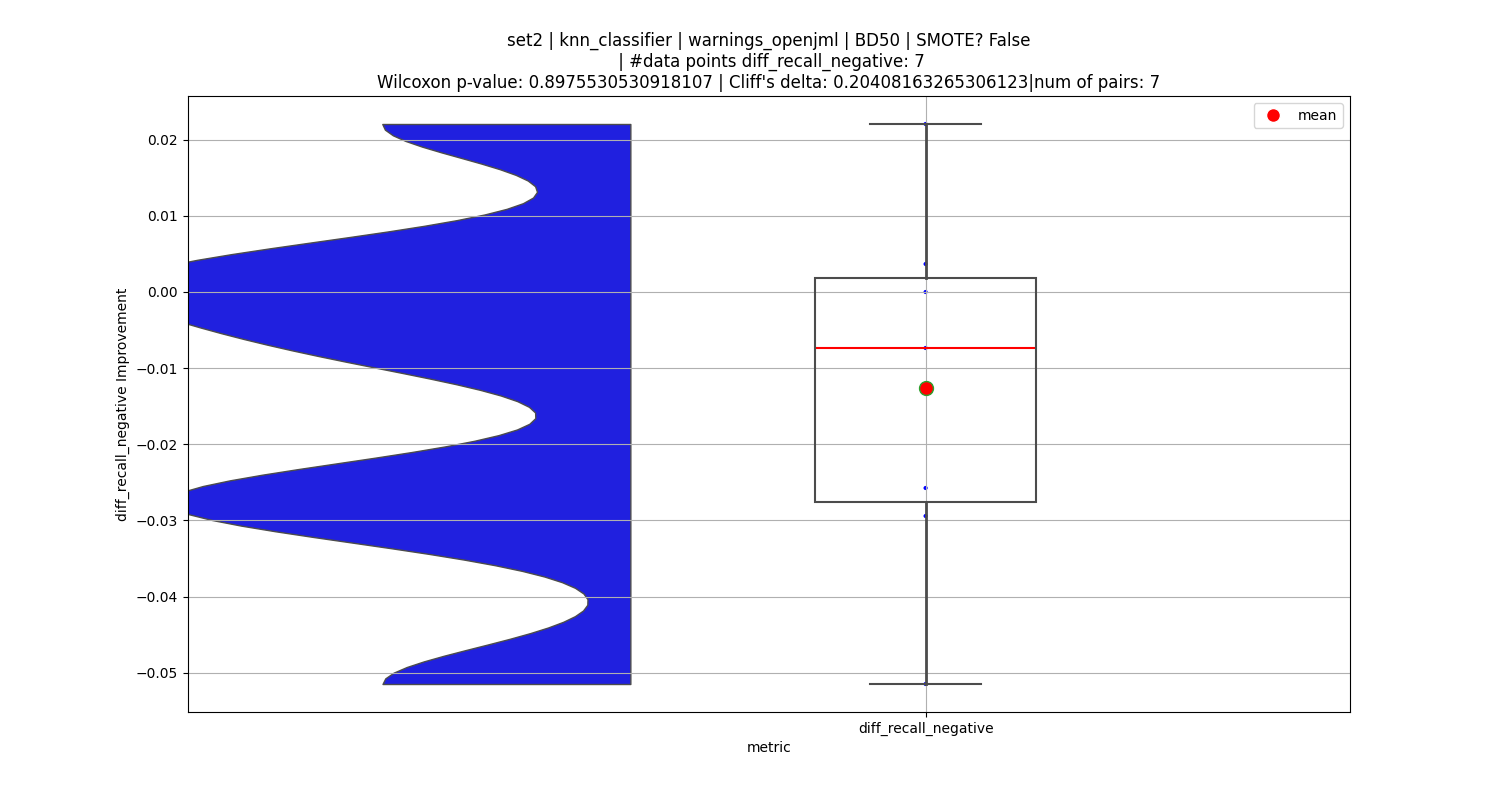 set2 | knn_classifier | warnings_openjml | BD50 | SMOTE? False
| #data points diff_recall_negative: 7
Wilcoxon p-value: 0.8975530530918107 | Cliff's delta: 0.20408163265306123|num of pairs: 7
mean
0.02
0.01
0.00
−0.01
−0.02
−0.03
−0.04
−0.05
diff_recall_negative Improvement
diff_recall_negative
metric